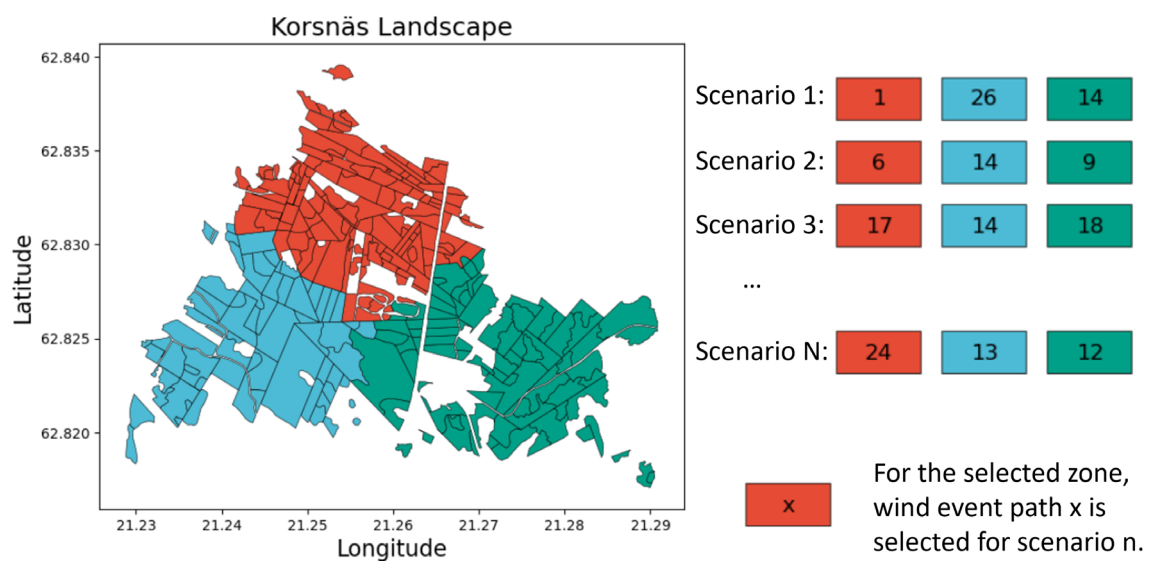 Korsnäs Landscape
62.840
62.835
62.830
62.825
62.820
Latitude
21.23 21.24 21.25 21.26 21.27 21.28 21.29
Longitude
Scenario 1: 1 26 14
Scenario 2: 6 14 9
Scenario 3: 17 14 18
...
Scenario N: 24 13 12
x
For the selected zone,
wind event path x is
selected for scenario n.